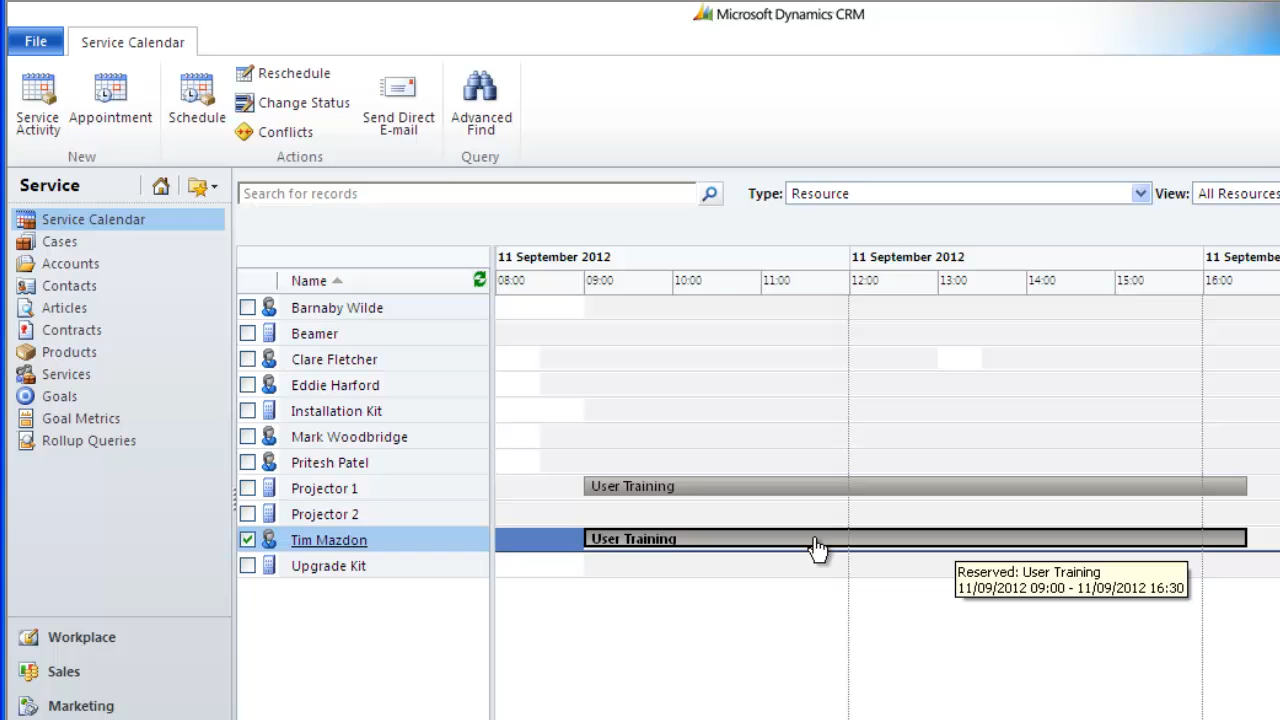 Microsoft Dynamics CRM
File
Service Calendar
Service
Activity
Appointment
New
Schedule
Reschedule
Change Status
Conflicts
Send Direct
E-mail
Actions
Advanced
Find
Query
Service
Search for records
Type: Resource
View: All Resources
Service Calendar
Cases
Accounts
Contacts
Articles
Contracts
Products
Services
Goals
Goal Metrics
Rollup Queries
Workplace
Sales
Marketing
11 September 2012
11 September 2012
11 Septembe
Name
08:00 09:00 10:00 11:00 12:00 13:00 14:00 15:00 16:00
Barnaby Wilde
Beamer
Clare Fletcher
Eddie Harford
Installation Kit
Mark Woodbridge
Pritesh Patel
Projector 1 User Training
Projector 2
Tim Mazdon User Training
Upgrade Kit
Reserved: User Training
11/09/2012 09:00 - 11/09/2012 16:30